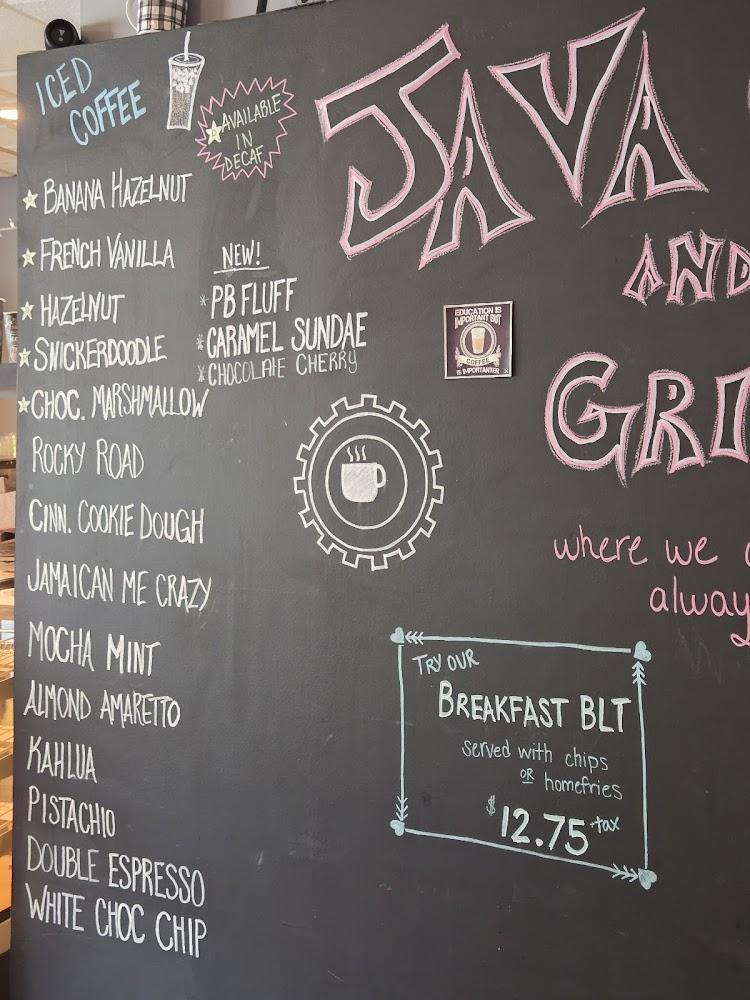 ICED
COFFEE
AVAILABLE
IN
DECAF
BANANA HAZELNUT
FRENCH VANILLA
HAZELNUT
SNICKERDOODLE
CHOC. MARSHMALLOW
ROCKY ROAD
CINN. COOKIE DOUGH
JAMAICAN ME CRAZY
MOCHA MINT
ALMOND AMARETTO
KAHLUA
PISTACHIO
DOUBLE ESPRESSO
WHITE CHOC CHIP
NEW!
*PB FLUFF
*CARAMEL SUNDAE
*CHOCOLATE CHERRY
JAVA
AND
GRI
EDUCATION IS
IMPORTANT BUT
COFFEE
IS IMPORTANTER
where we
alway
TRY OUR
BREAKFAST BLT
served with chips
OR homefries
$12.75 +tax